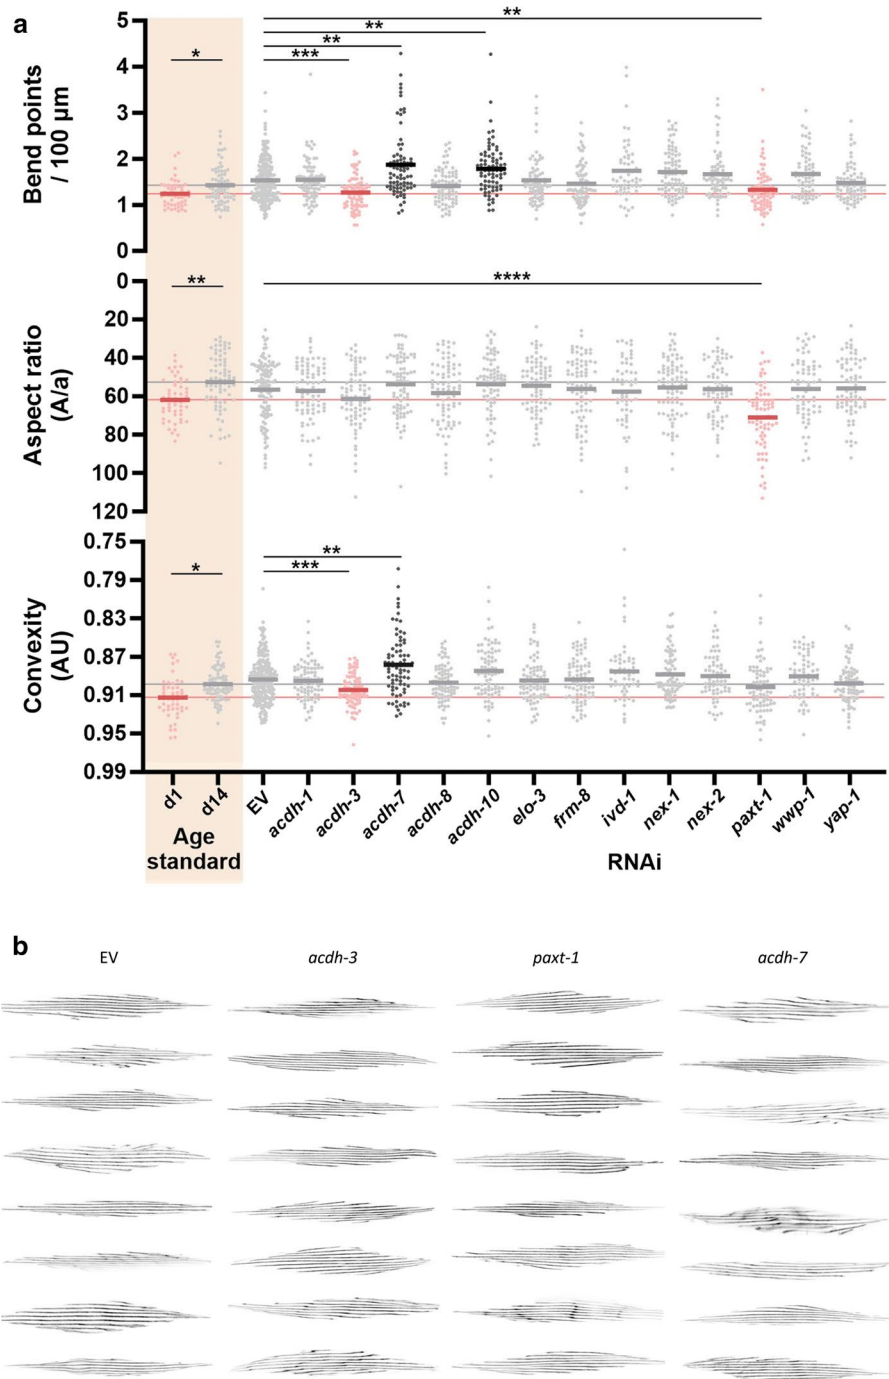 a
Bend points
/ 100 µm
5
4
3
2
1
0
*
***
**
**
**
Aspect ratio
(A/a)
0
20
40
60
80
100
120
**
****
Convexity
(AU)
0.75
0.79
0.83
0.87
0.91
0.95
0.99
*
***
**
d1
d14
EV
acdh-1
acdh-3
acdh-7
acdh-8
acdh-10
elo-3
frm-8
ivd-1
nex-1
nex-2
paxt-1
wwp-1
yap-1
Age
standard
RNAi
b
EV acdh-3 paxt-1 acdh-7